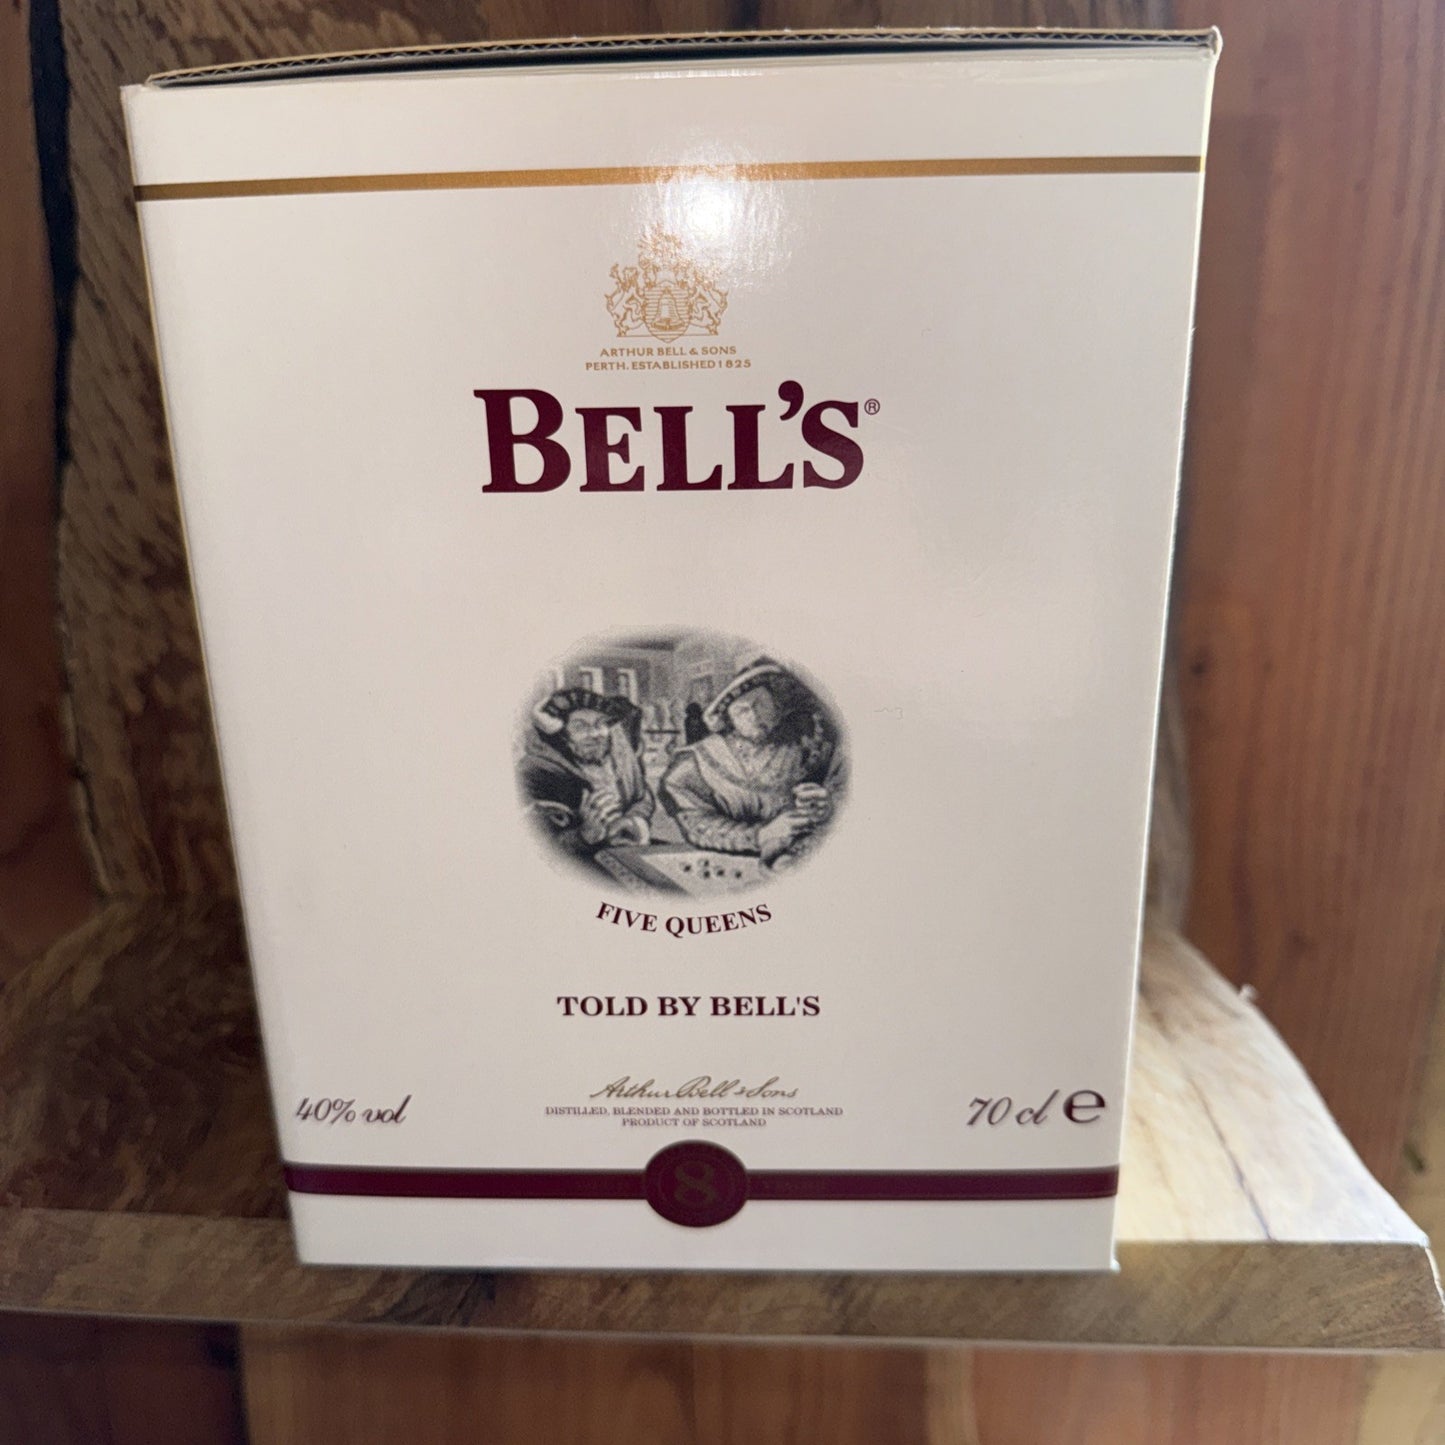 ARTHUR BELL & SONS
PERTH. ESTABLISHED 1825
BELL'S®
FIVE QUEENS
TOLD BY BELL'S
Arthur Bell & Sons
40% vol
DISTILLED, BLENDED AND BOTTLED IN SCOTLAND
70 cl e
PRODUCT OF SCOTLAND
8